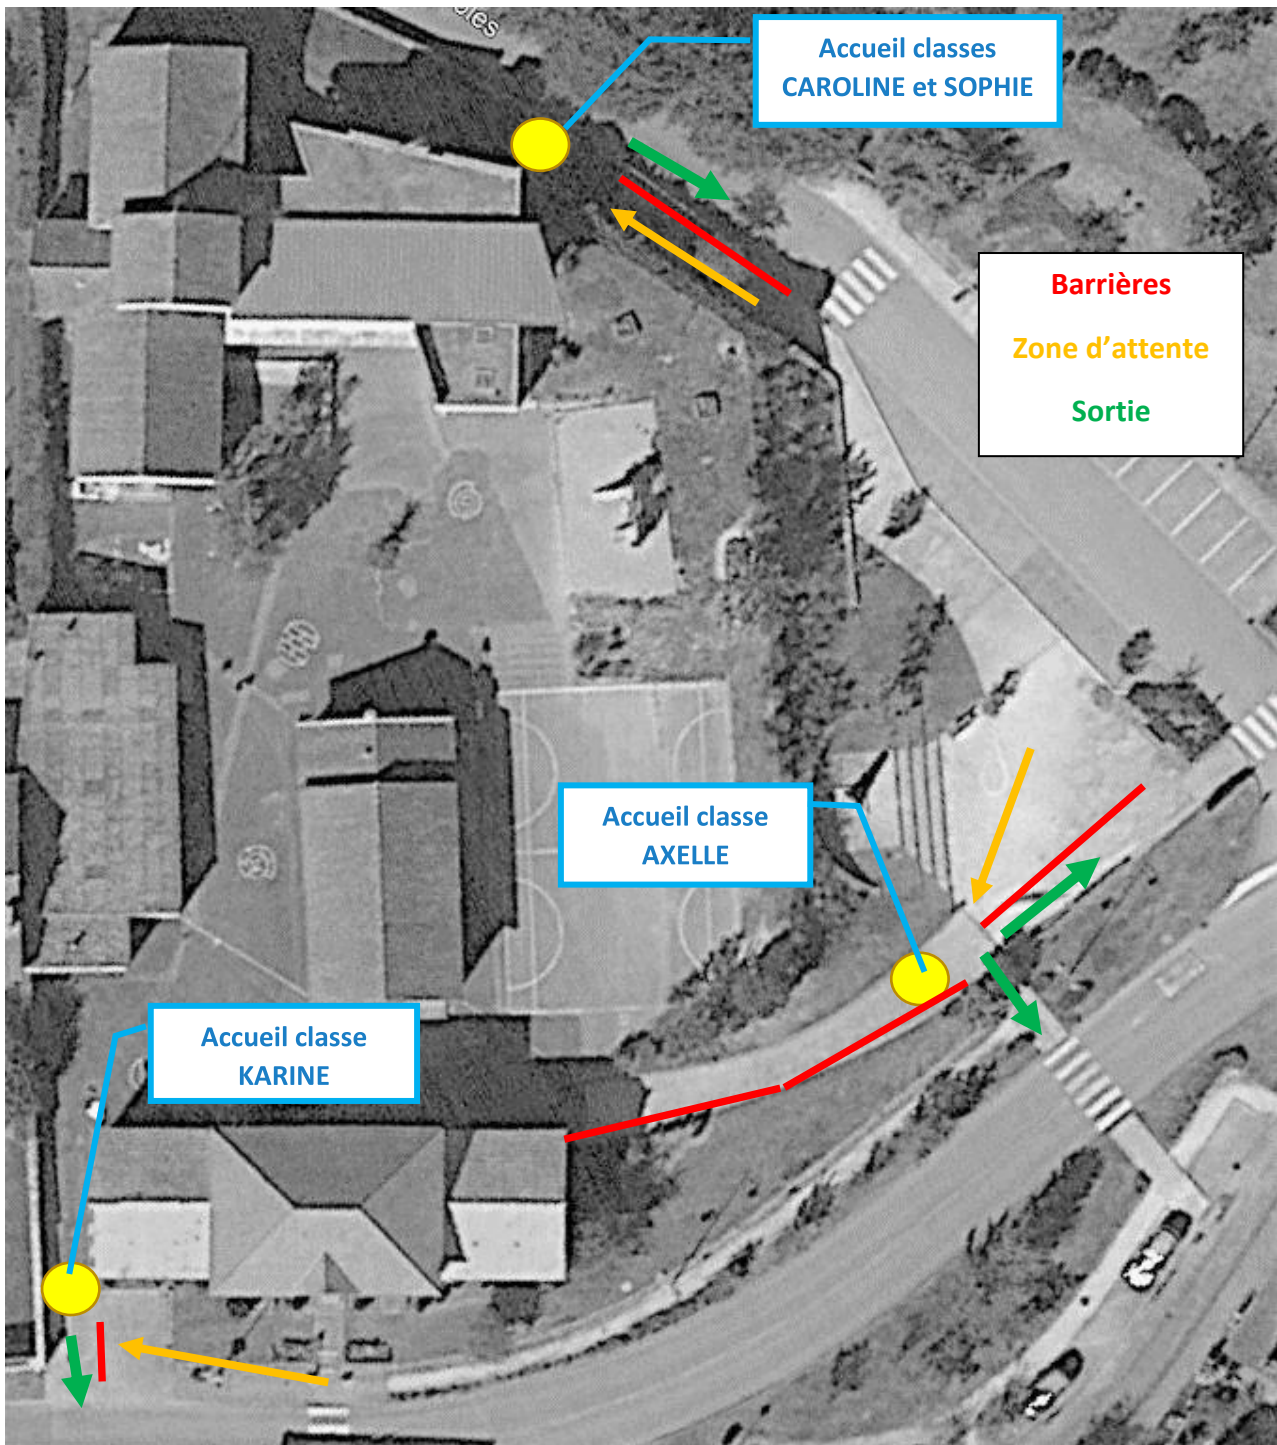 Accueil classes
CAROLINE et SOPHIE
Barrières
Zone d’attente
Sortie
Accueil classe
AXELLE
Accueil classe
KARINE